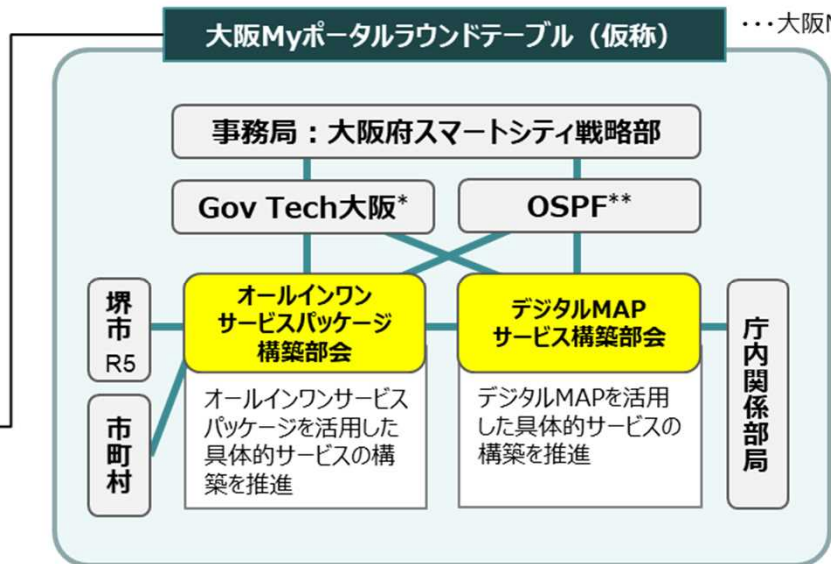 大阪Myポータルラウンドテーブル（仮称）
・・・大阪M
事務局：大阪府スマートシティ戦略部
Gov Tech大阪*
OSPF**
堺市
R5
市町村
オールインワン
サービスパッケージ
構築部会
オールインワンサービス
パッケージを活用した
具体的サービスの構
築を推進
デジタルMAP
サービス構築部会
デジタルMAPを活用
した具体的サービスの
構築を推進
庁内関係部局